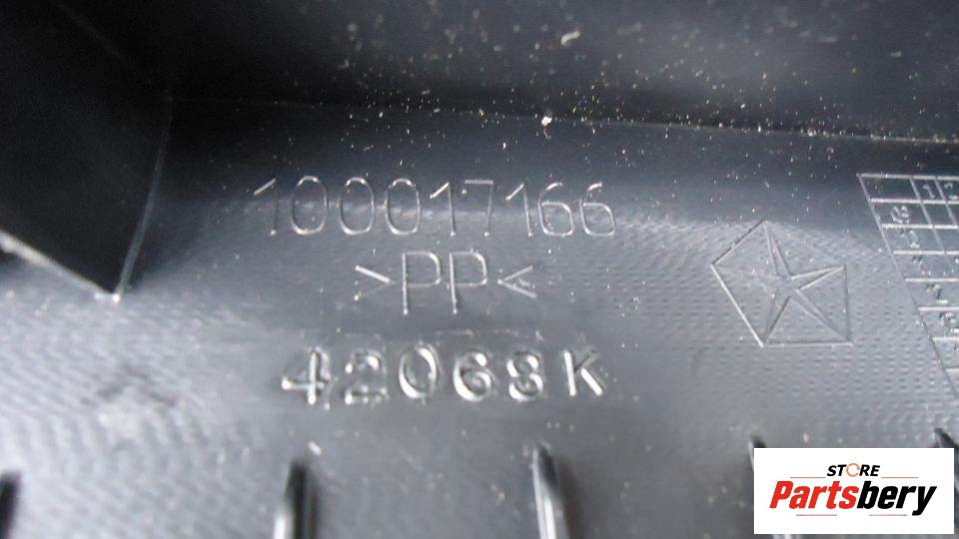 100017166
>PP<
42068K
STORE
Partsbery